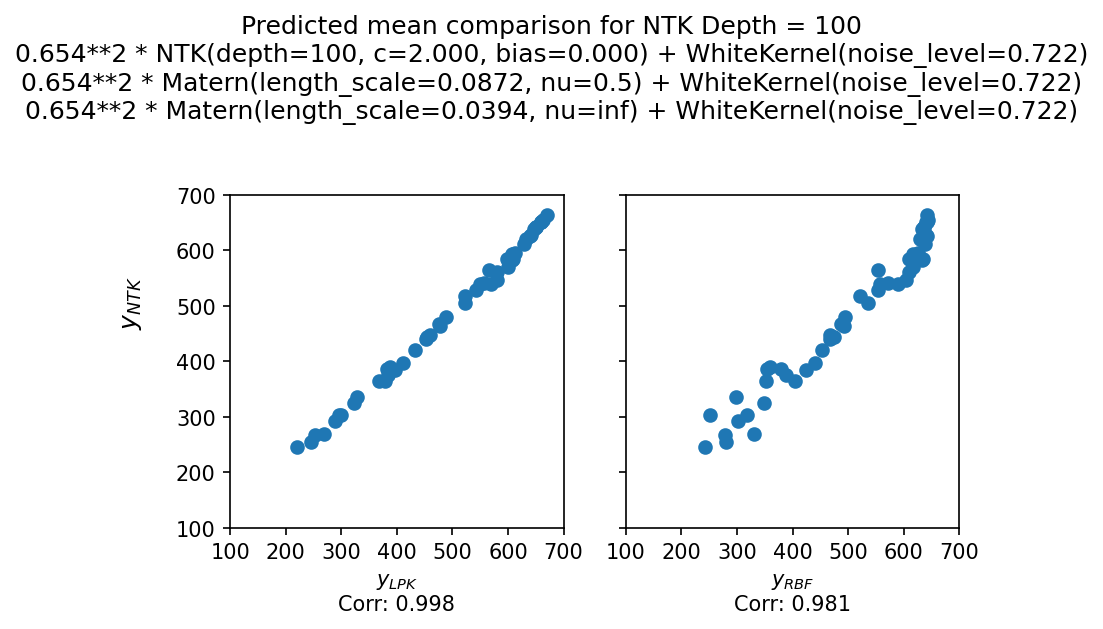 Predicted mean comparison for NTK Depth = 100
0.654**2 * NTK(depth=100, c=2.000, bias=0.000) + WhiteKernel(noise_level=0.722)
0.654**2 * Matern(length_scale=0.0872, nu=0.5) + WhiteKernel(noise_level=0.722)
0.654**2 * Matern(length_scale=0.0394, nu=inf) + WhiteKernel(noise_level=0.722)
700
600
500
400
300
200
100
y_NTK
100 200 300 400 500 600 700
y_LPK
Corr: 0.998
100 200 300 400 500 600 700
y_RBF
Corr: 0.981